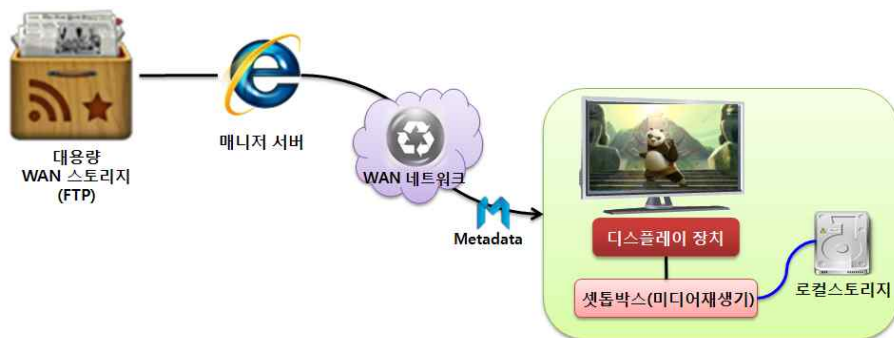 대용량
WAN 스토리지
(FTP)
매니저 서버
WAN 네트워크
Metadata
디스플레이 장치
셋톱박스(미디어재생기)
로컬스토리지